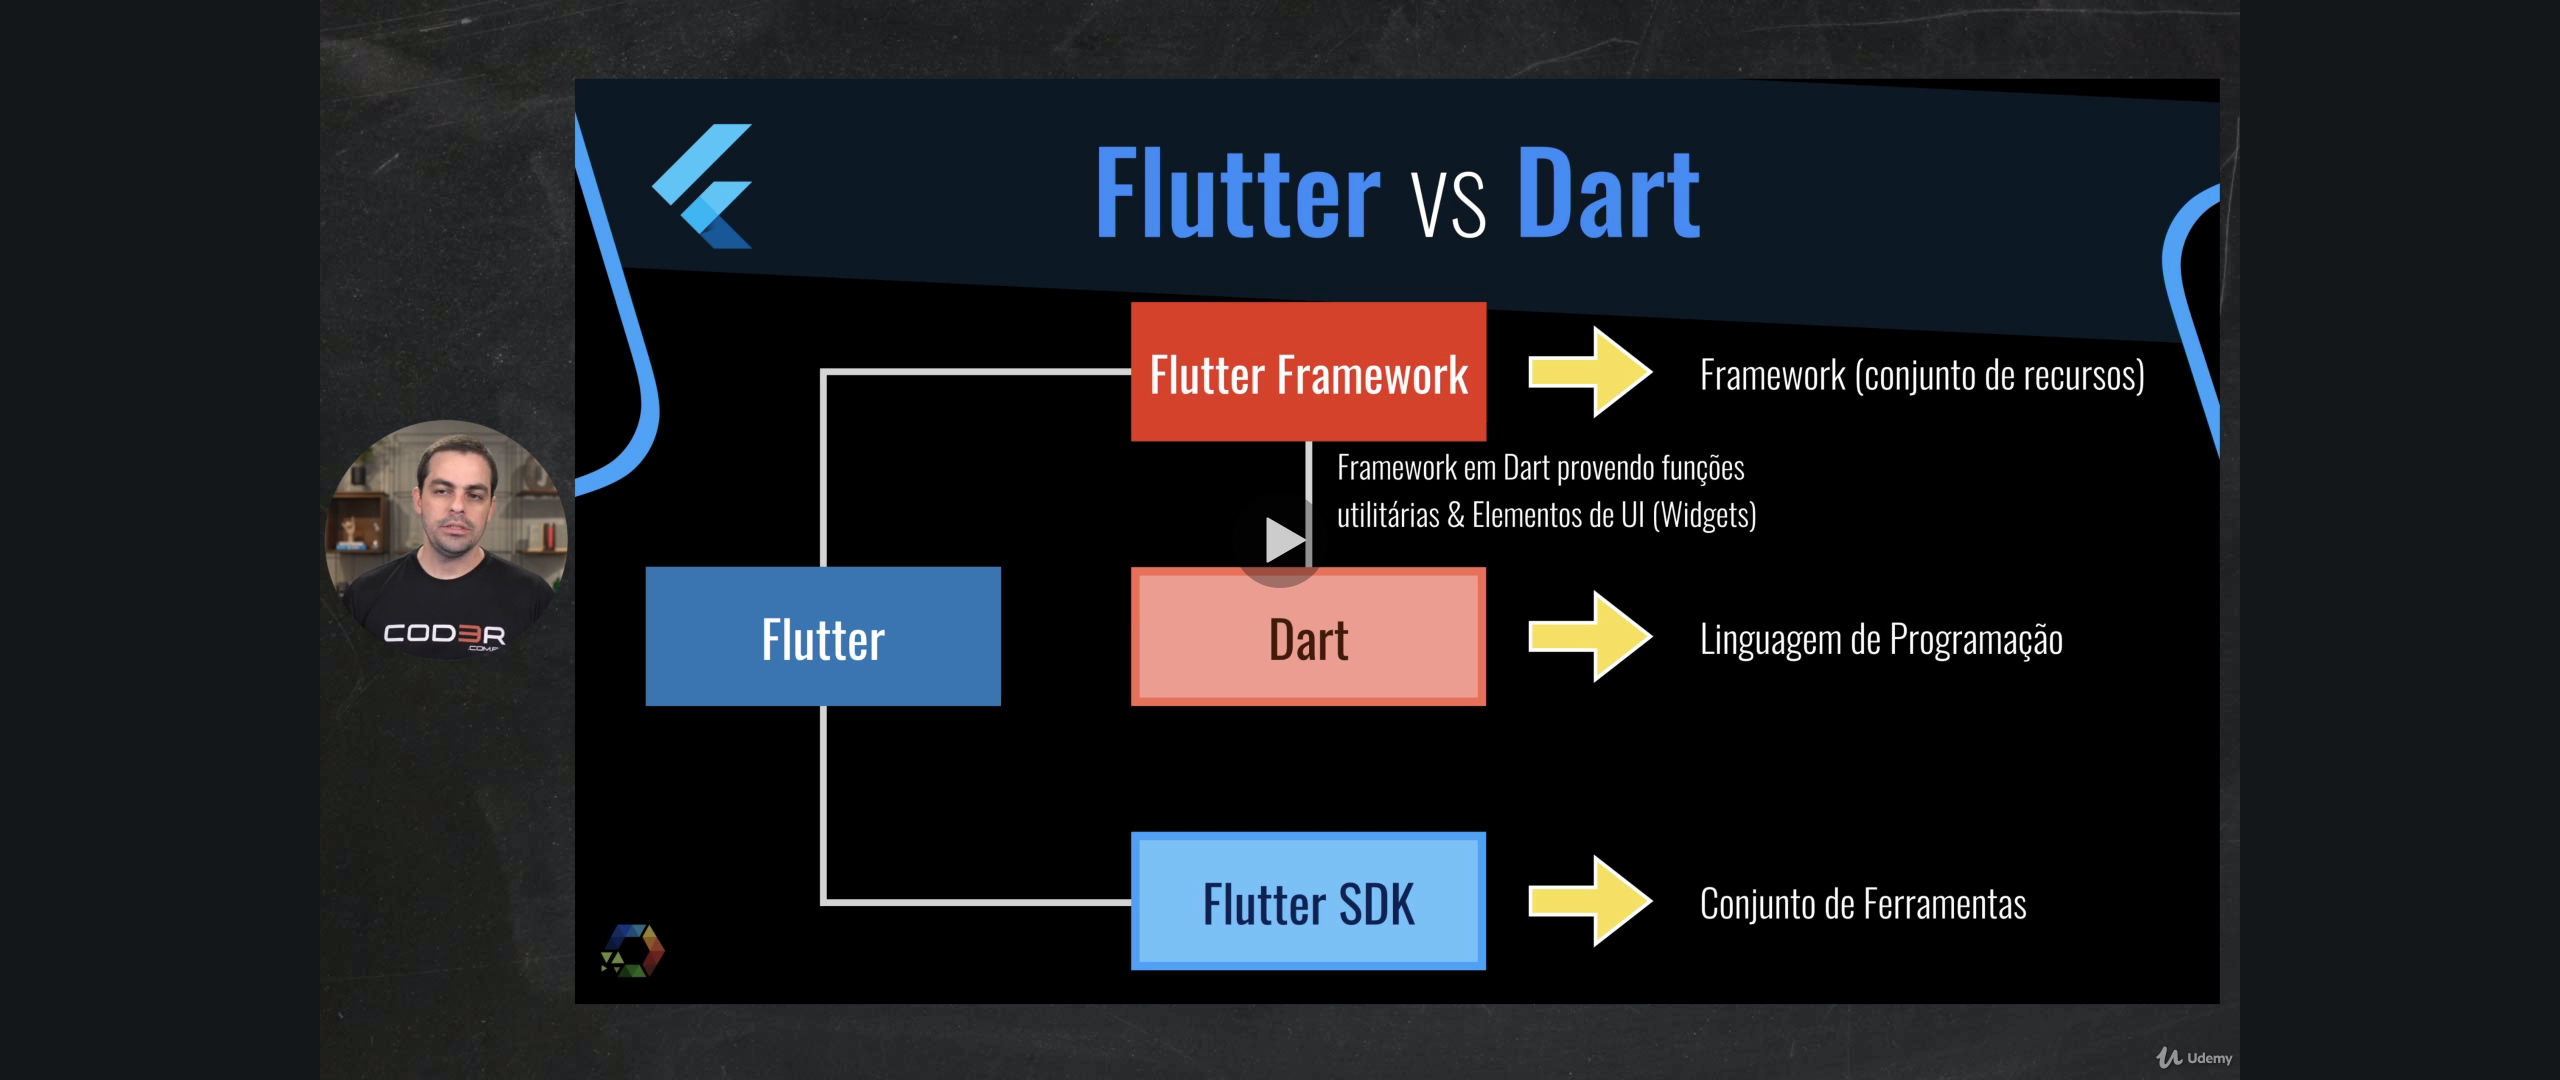 Flutter vs Dart
Flutter Framework
Framework (conjunto de recursos)
Framework em Dart provendo funções
utilitárias & Elementos de UI (Widgets)
Flutter
Dart
Linguagem de Programação
Flutter SDK
Conjunto de Ferramentas
COD3R
Udemy